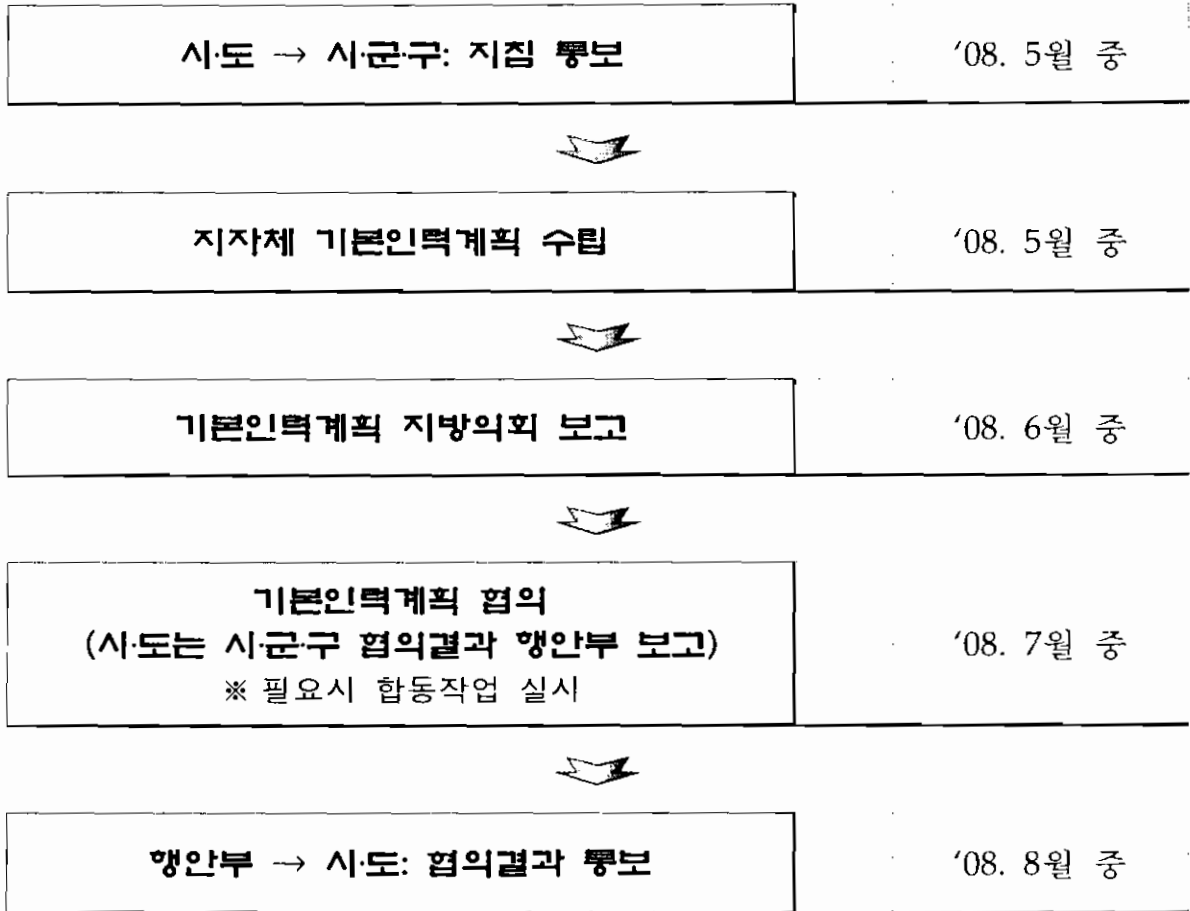 시·도 → 시·군·구: 지침 통보
'08. 5월 중
지자체 기본인력계획 수립
'08. 5월 중
기본인력계획 지방의회 보고
'08. 6월 중
기본인력계획 협의
(시·도는 시·군·구 협의결과 행안부 보고)
※ 필요시 합동작업 실시
'08. 7월 중
행안부 → 시·도: 협의결과 통보
'08. 8월 중